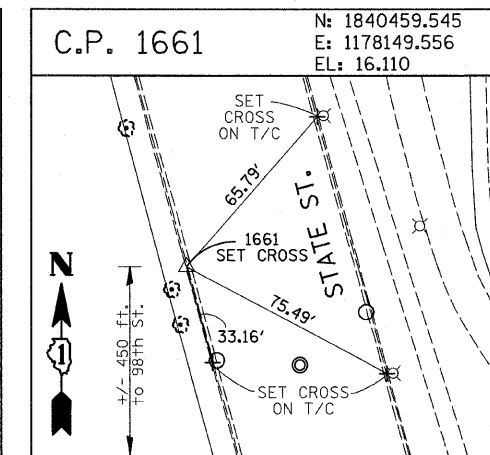 C.P. 1661
N: 1840459.545
E: 1178149.556
EL: 16.110
SET
CROSS
ON T/C
65.79'
STATE ST.
1661
SET CROSS
N
75.49'
1
+/- 450 ft.
to 98th St.
33.16'
SET CROSS
ON T/C